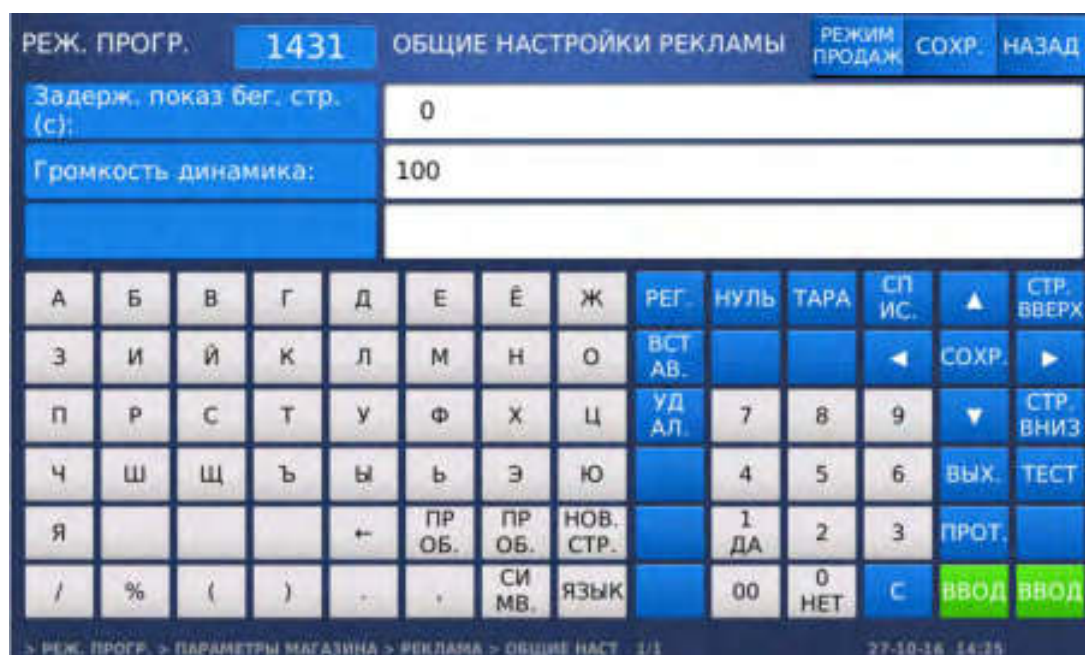 РЕЖ. ПРОГР. 1431 ОБЩИЕ НАСТРОЙКИ РЕКЛАМЫ РЕЖИМ ПРОДАЖ СОХР. НАЗАД
Задерж. показ бег. стр. (с): 0
Громкость динамика: 100
А Б В Г Д Е Ё Ж РЕГ. НУЛЬ ТАРА СП ИС. ▲ СТР. ВВЕРХ
З И Й К Л М Н О ВСТ АВ. ◄ СОХР. ►
П Р С Т У Ф Х Ц УД АЛ. 7 8 9 ▼ СТР. ВНИЗ
Ч Ш Щ Ъ Ы Ь Э Ю 4 5 6 ВЫХ. ТЕСТ
Я ← ПР ОБ. ПР ОБ. НОВ. СТР. 1 ДА 2 3 ПРОТ.
/ % ( ) . , СИ МВ. ЯЗЫК 00 0 НЕТ С ВВОД ВВОД
> РЕЖ. ПРОГР. > ПАРАМЕТРЫ МАГАЗИНА > РЕКЛАМА > ОБЩИЕ НАСТ 1/1 27-10-16 14:25